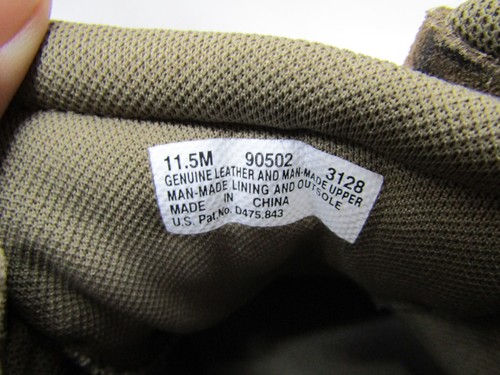 11.5M 90502 3128
GENUINE LEATHER AND MAN-MADE UPPER
MAN-MADE LINING AND OUTSOLE
MADE IN CHINA
U.S. Pat.No. D475.843